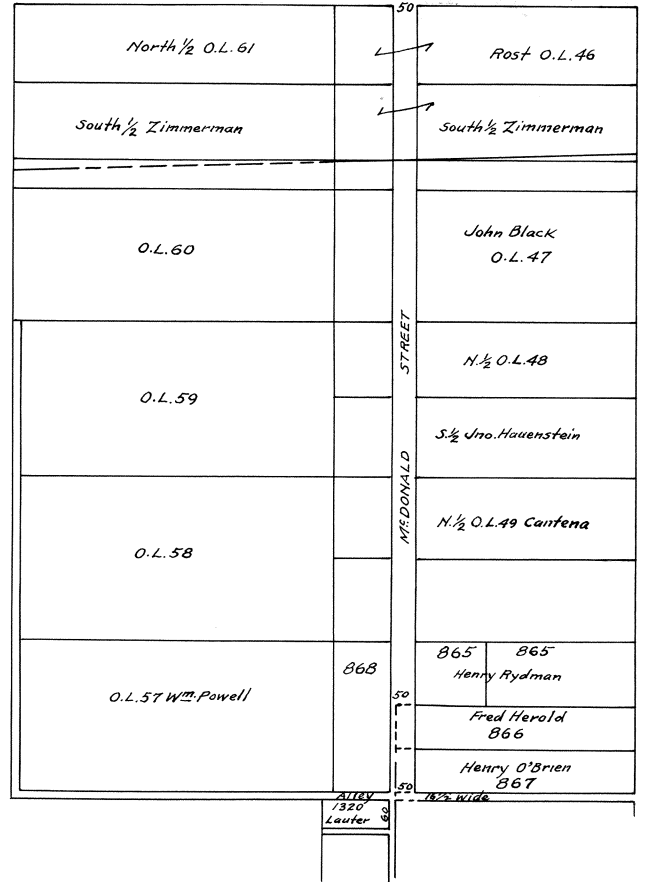 50
North ½ O.L.61
Rost O.L.46
South ½ Zimmerman
South ½ Zimmerman
O.L.60
John Black
O.L.47
McDONALD STREET
N.½ O.L.48
O.L.59
S.½ Jno. Hauenstein
N.½ O.L.49 Cantena
O.L.58
868
865 865
Henry Rydman
O.L.57 Wm. Powell
50
Fred Herold
866
Henry O'Brien
867
50
Alley 16½ wide
1320
Lauter
60